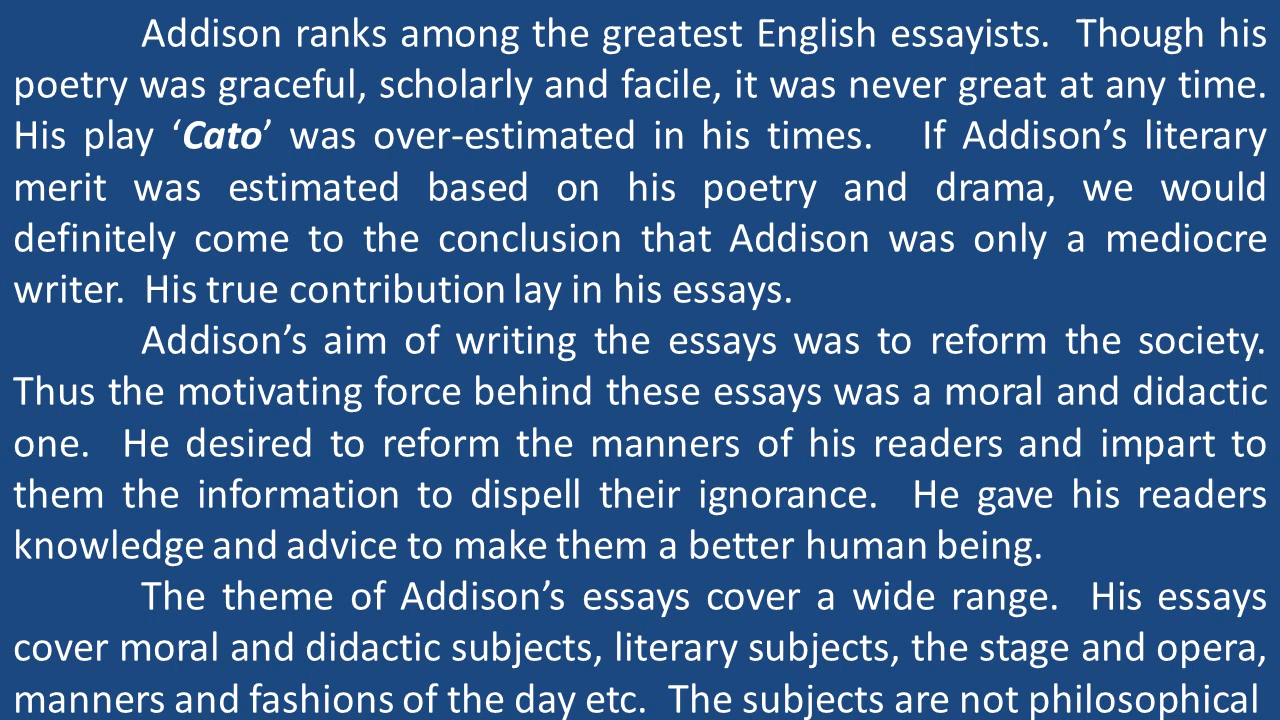 Addison ranks among the greatest English essayists. Though his
poetry was graceful, scholarly and facile, it was never great at any time.
His play ‘Cato’ was over-estimated in his times. If Addison’s literary
merit was estimated based on his poetry and drama, we would
definitely come to the conclusion that Addison was only a mediocre
writer. His true contribution lay in his essays.
Addison’s aim of writing the essays was to reform the society.
Thus the motivating force behind these essays was a moral and didactic
one. He desired to reform the manners of his readers and impart to
them the information to dispell their ignorance. He gave his readers
knowledge and advice to make them a better human being.
The theme of Addison’s essays cover a wide range. His essays
cover moral and didactic subjects, literary subjects, the stage and opera,
manners and fashions of the day etc. The subjects are not philosophical